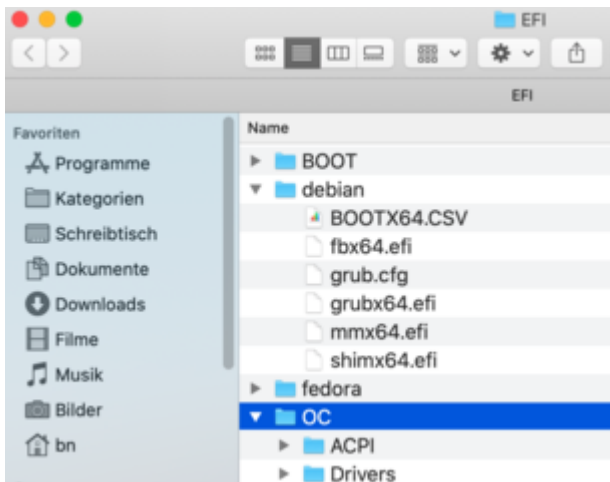 EFI
EFI
Favoriten
Programme
Kategorien
Schreibtisch
Dokumente
Downloads
Filme
Musik
Bilder
bn
Name
BOOT
debian
BOOTX64.CSV
fbx64.efi
grub.cfg
grubx64.efi
mmx64.efi
shimx64.efi
fedora
OC
ACPI
Drivers